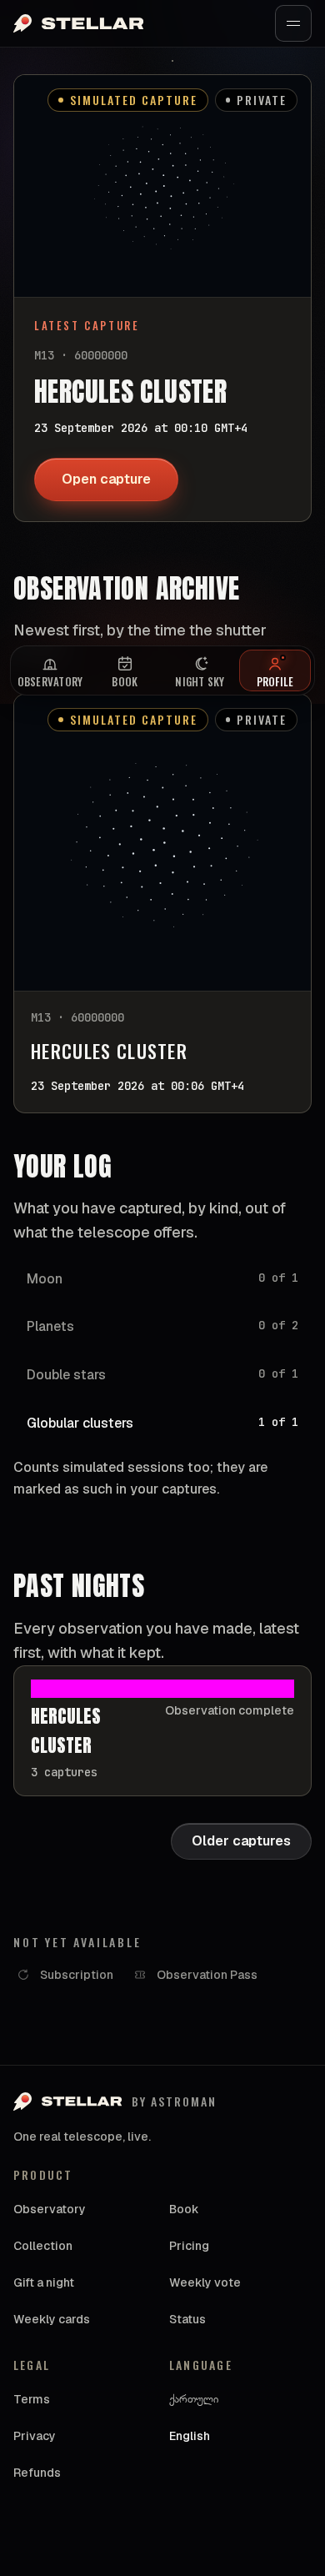 STELLAR
SIMULATED CAPTURE
PRIVATE
LATEST CAPTURE
M13 · 60000000
HERCULES CLUSTER
23 September 2026 at 00:10 GMT+4
Open capture
OBSERVATION ARCHIVE
Newest first, by the time the shutter
OBSERVATORY
BOOK
NIGHT SKY
PROFILE
SIMULATED CAPTURE
PRIVATE
M13 · 60000000
HERCULES CLUSTER
23 September 2026 at 00:06 GMT+4
YOUR LOG
What you have captured, by kind, out of
what the telescope offers.
Moon 0 of 1
Planets 0 of 2
Double stars 0 of 1
Globular clusters 1 of 1
Counts simulated sessions too; they are
marked as such in your captures.
PAST NIGHTS
Every observation you have made, latest
first, with what it kept.
HERCULES
CLUSTER
Observation complete
3 captures
Older captures
NOT YET AVAILABLE
Subscription
Observation Pass
STELLAR BY ASTROMAN
One real telescope, live.
PRODUCT
Observatory
Book
Collection
Pricing
Gift a night
Weekly vote
Weekly cards
Status
LEGAL
LANGUAGE
Terms
ქართული
Privacy
English
Refunds